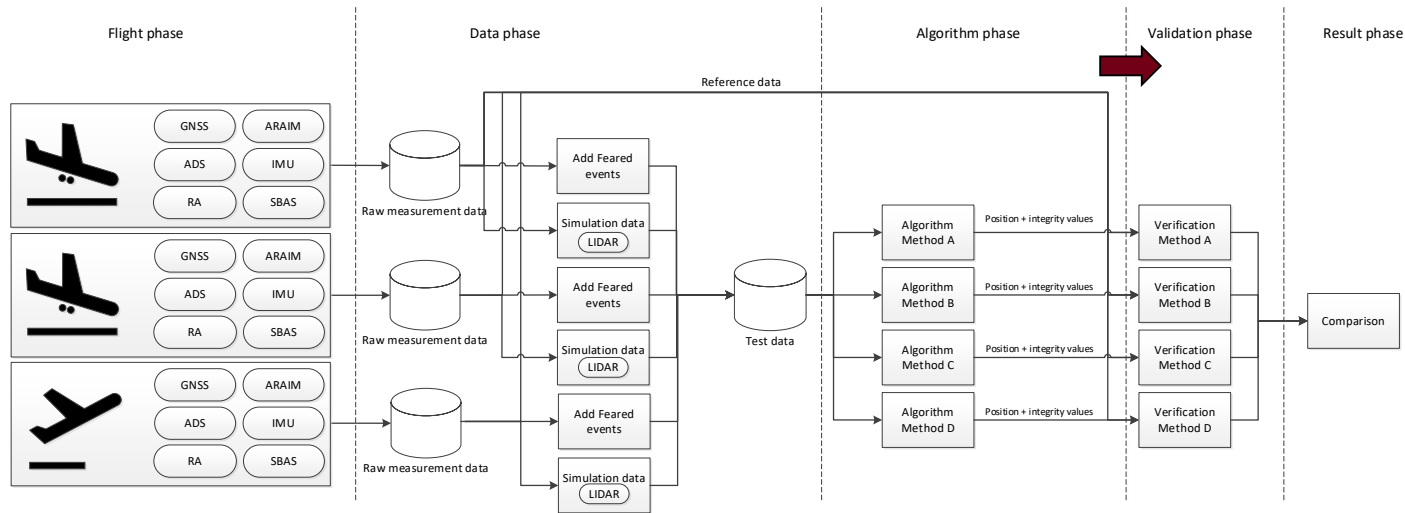 Flight phase
Data phase
Algorithm phase
Validation phase
Result phase
Reference data
GNSS
ARAIM
ADS
IMU
RA
SBAS
Raw measurement data
Add Feared
events
Simulation data
LIDAR
GNSS
ARAIM
ADS
IMU
RA
SBAS
Raw measurement data
Add Feared
events
Simulation data
LIDAR
GNSS
ARAIM
ADS
IMU
RA
SBAS
Raw measurement data
Add Feared
events
Simulation data
LIDAR
Test data
Algorithm
Method A
Position + integrity values
Verification
Method A
Algorithm
Method B
Position + integrity values
Verification
Method B
Algorithm
Method C
Position + integrity values
Verification
Method C
Algorithm
Method D
Position + integrity values
Verification
Method D
Comparison